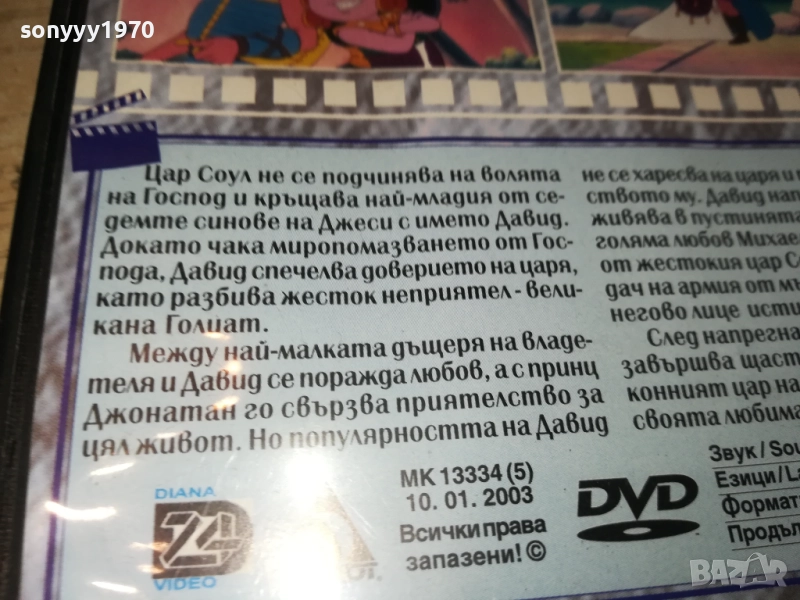 sonyyy1970
Цар Соул не се подчинява на волята
на Господ и кръщава най-младия от се-
демте синове на Джеси с името Давид.
Докато чака миропомазването от Гос-
пода, Давид спечелва доверието на царя,
като разбива жесток неприятел - вели-
кана Голиат.
Между най-малката дъщеря на владе-
теля и Давид се поражда любов, а с принц
Джонатан го свързва приятелство за
цял живот. Но популярността на Давид
не се харесва на царя и
ството му. Давид нап
живява в пустинята
голяма любов Михае
от жестокия цар С
дач на армия от мъ
негово лице исти
След напрегна
завършва щаст
конният цар на
своята любима
DIANA
VIDEO
МК 13334 (5)
10. 01. 2003
Всички права
запазени! ©
DVD
Звук / Sou
Езици/La
Формат
Продъл
BAZAR